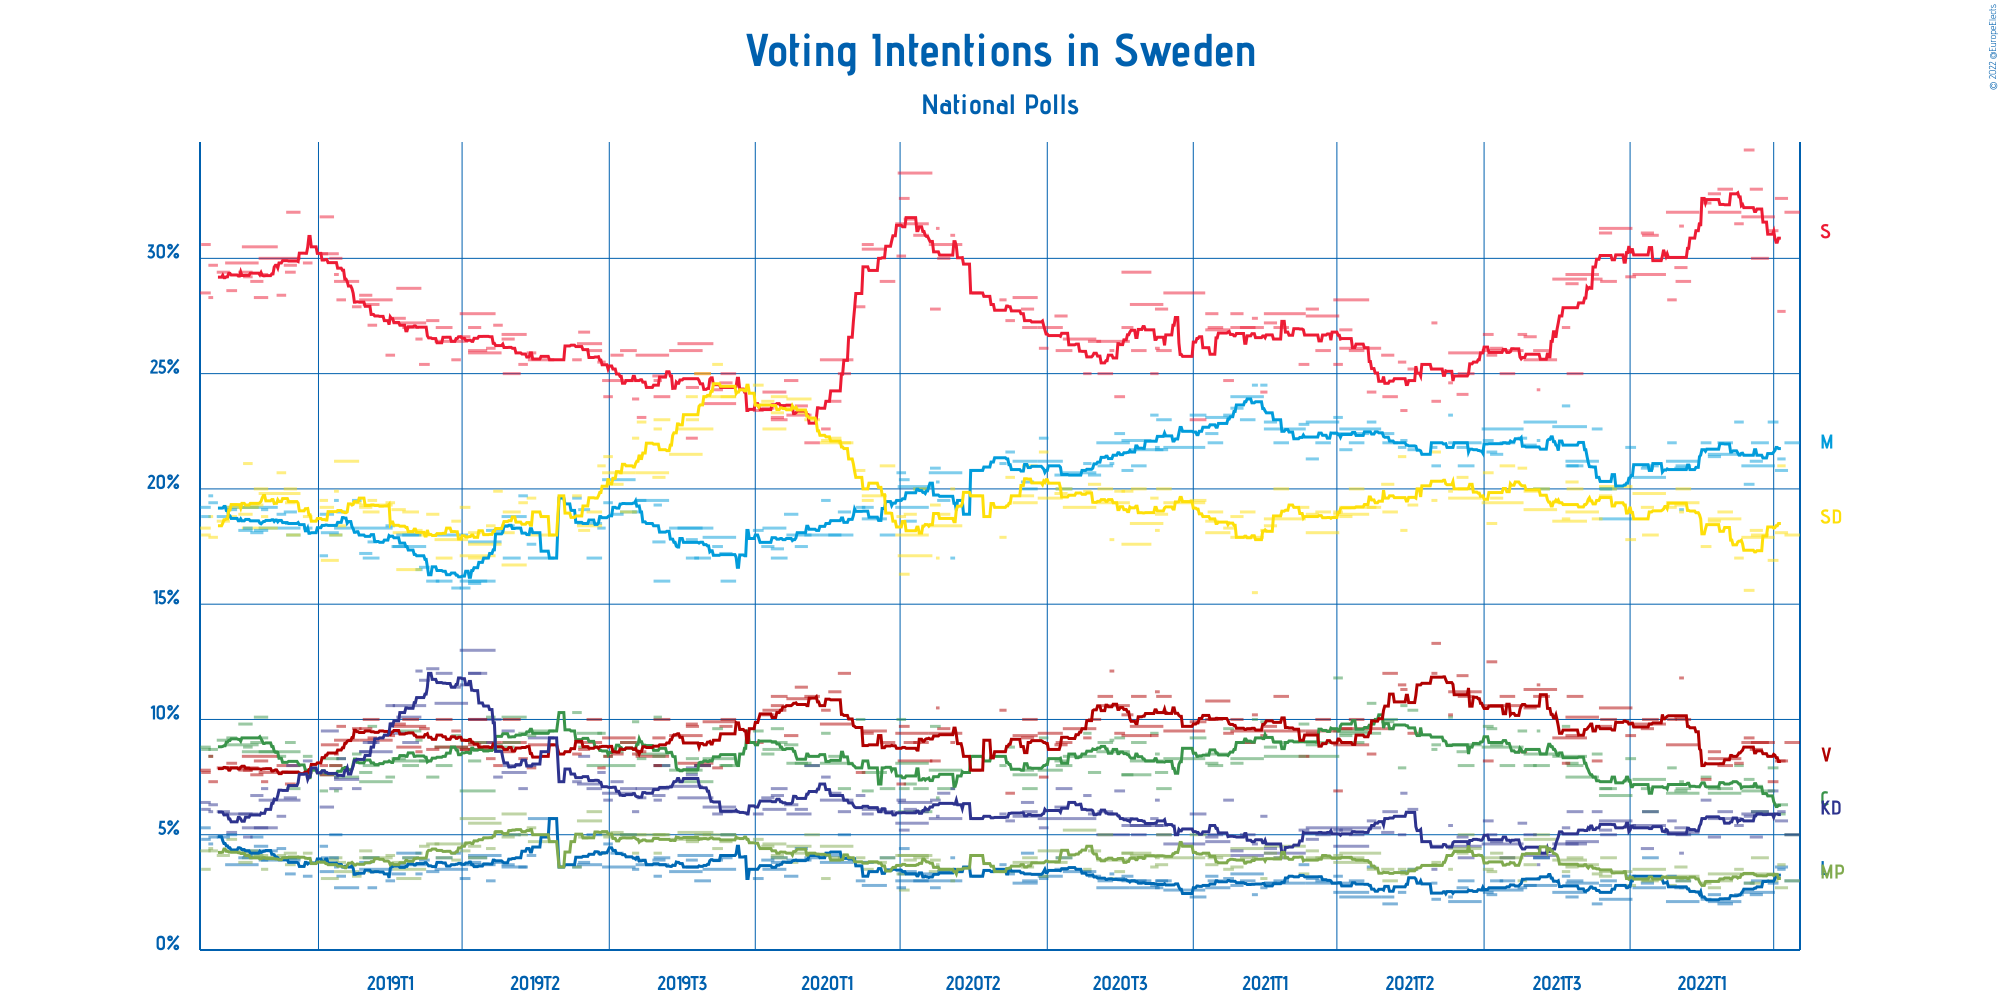 Voting Intentions in Sweden
National Polls
© 2022 @EuropeElects
30%
25%
20%
15%
10%
5%
0%
S
M
SD
V
C
KD
L
MP
2019T1
2019T2
2019T3
2020T1
2020T2
2020T3
2021T1
2021T2
2021T3
2022T1